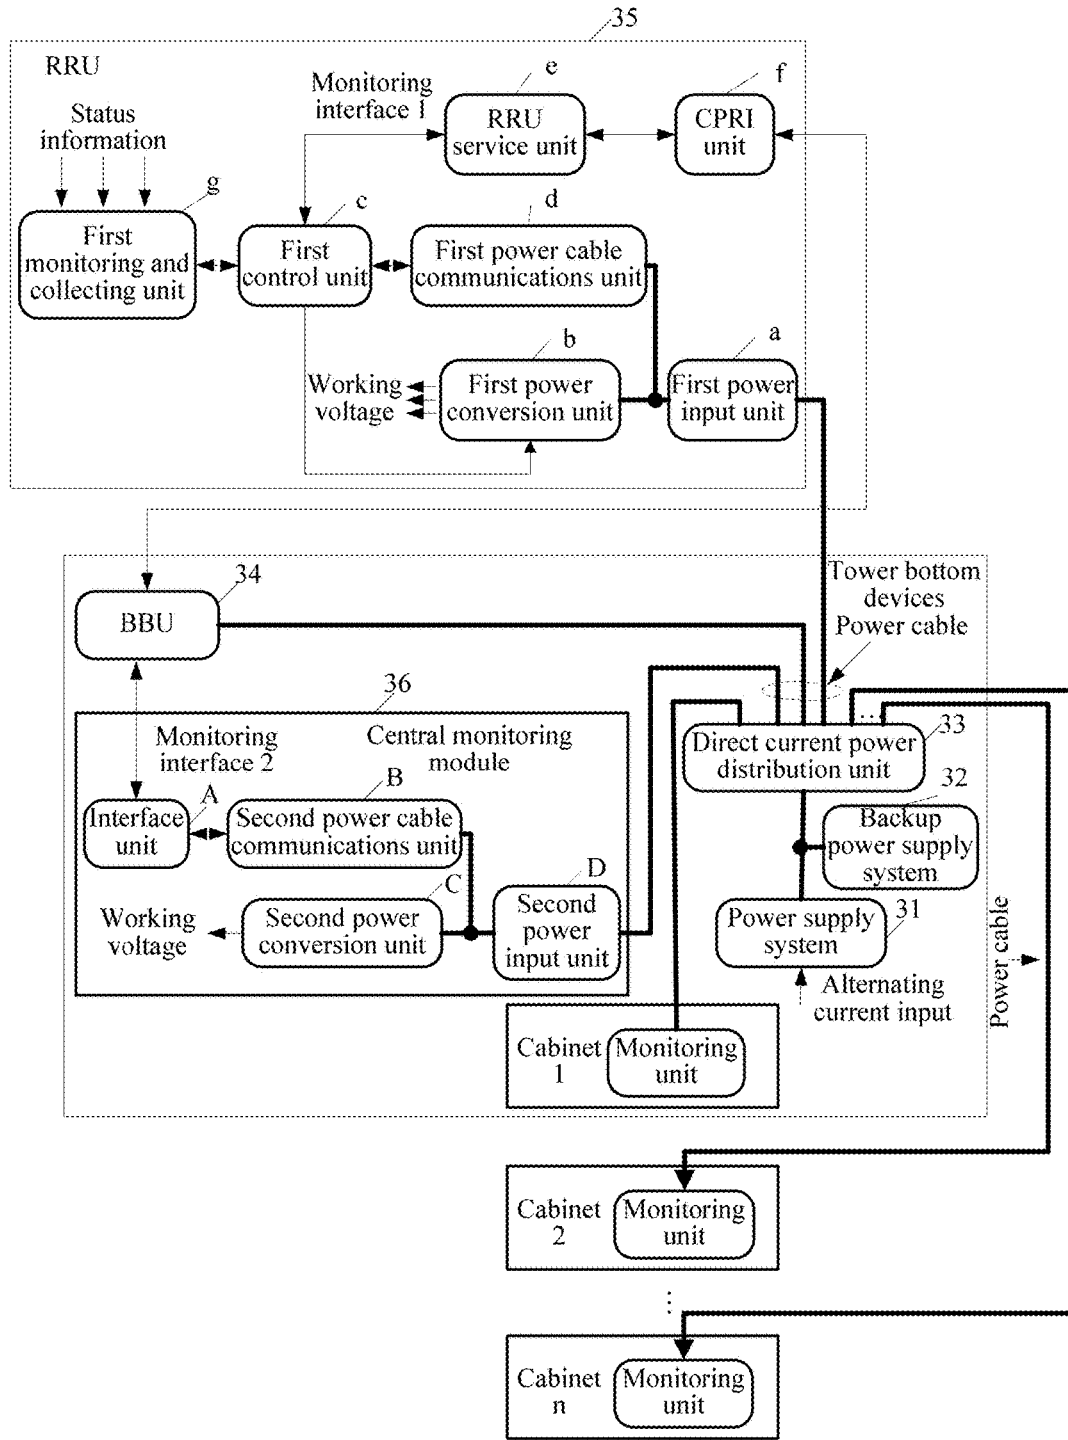 35
RRU
Status
information
Monitoring
interface 1
e
RRU
service unit
f
CPRI
unit
g
First
monitoring and
collecting unit
c
First
control unit
d
First power cable
communications unit
Working
voltage
b
First power
conversion unit
a
First power
input unit
34
BBU
Tower bottom
devices
Power cable
36
Monitoring
interface 2
Central monitoring
module
33
Direct current power
distribution unit
A
Interface
unit
B
Second power cable
communications unit
32
Backup
power supply
system
Working
voltage
C
Second power
conversion unit
D
Second
power
input unit
31
Power supply
system
Alternating
current input
Power cable
Cabinet
1
Monitoring
unit
Cabinet
2
Monitoring
unit
Cabinet
n
Monitoring
unit